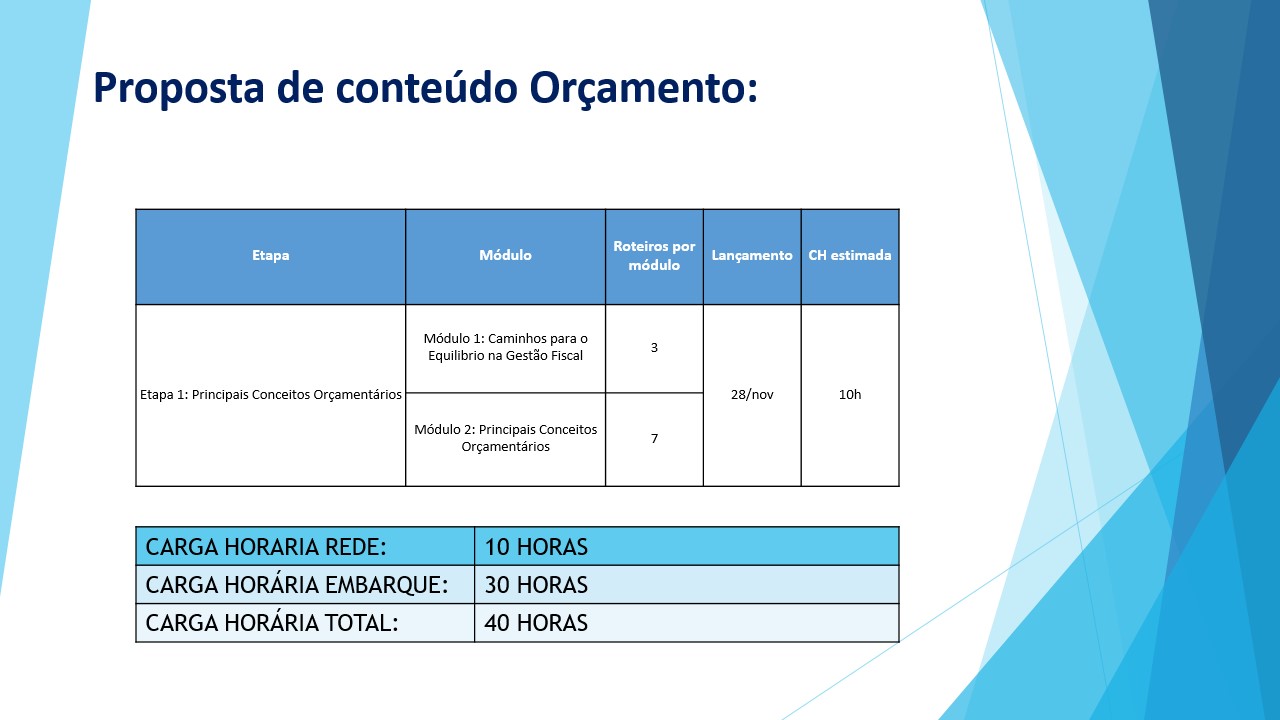 Proposta de conteúdo Orçamento:
Etapa
Módulo
Roteiros por
módulo
Lançamento
CH estimada
Etapa 1: Principais Conceitos Orçamentários
Módulo 1: Caminhos para o
Equilibrio na Gestão Fiscal
3
28/nov
10h
Módulo 2: Principais Conceitos
Orçamentários
7
CARGA HORARIA REDE:
10 HORAS
CARGA HORÁRIA EMBARQUE:
30 HORAS
CARGA HORÁRIA TOTAL:
40 HORAS